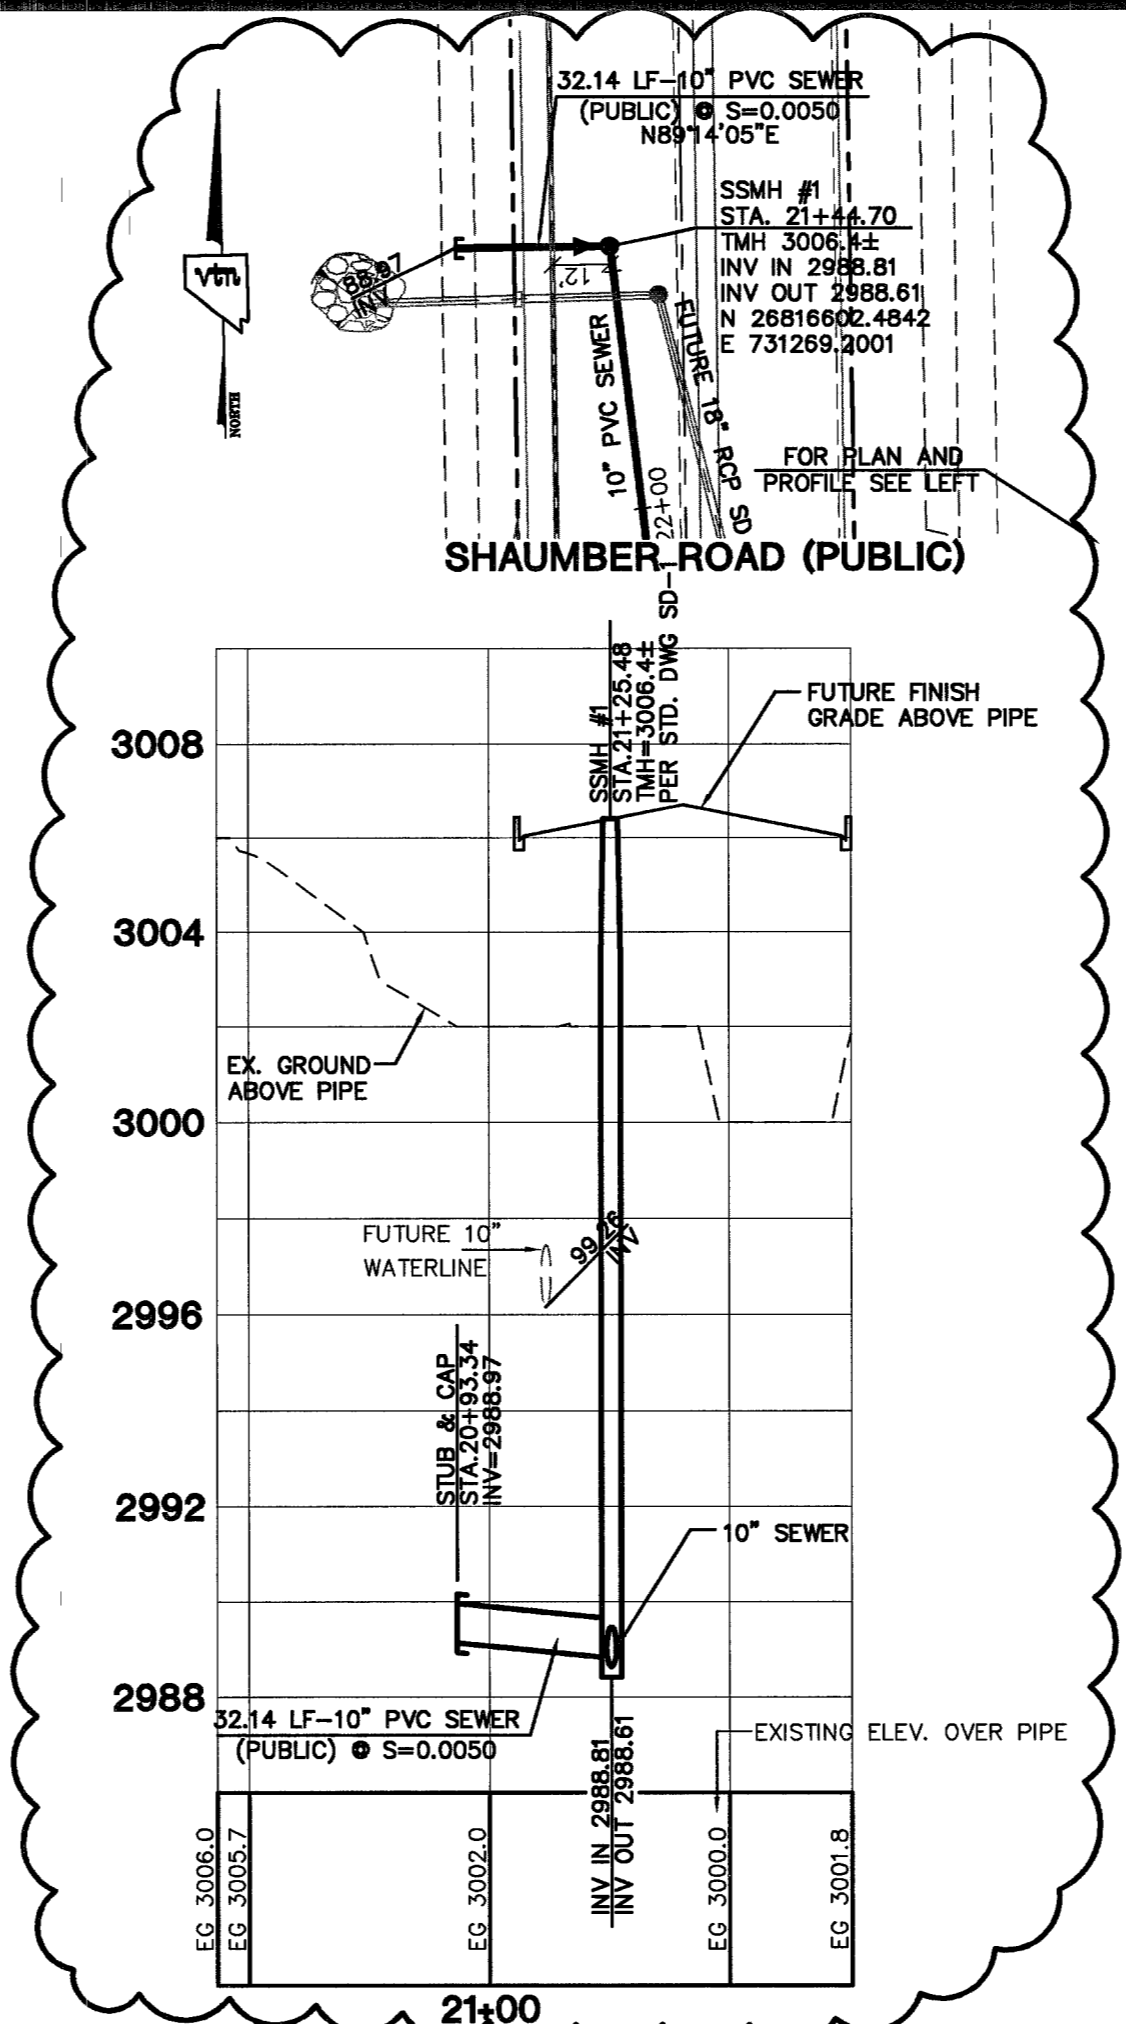 32.14 LF-10" PVC SEWER
(PUBLIC) @ S=0.0050
N89°14'05"E
SSMH #1
STA. 21+44.70
TMH 3006.4±
INV IN 2988.81
INV OUT 2988.61
N 26816602.4842
E 731269.2001
vtn
NORTH
88.97
INV
12'
10" PVC SEWER
FUTURE 18" RCP SD
22+00
FOR PLAN AND
PROFILE SEE LEFT
SHAUMBER ROAD (PUBLIC)
SSMH #1
STA.21+25.48
TMH=3006.4±
PER STD. DWG SD-1
FUTURE FINISH
GRADE ABOVE PIPE
3008
3004
EX. GROUND
ABOVE PIPE
3000
FUTURE 10"
WATERLINE
99.26
INV
2996
STUB & CAP
STA.20+93.34
INV=2988.97
2992
10" SEWER
2988
32.14 LF-10" PVC SEWER
(PUBLIC) @ S=0.0050
INV IN 2988.81
INV OUT 2988.61
EXISTING ELEV. OVER PIPE
EG 3006.0
EG 3005.7
EG 3002.0
EG 3000.0
EG 3001.8
21+00